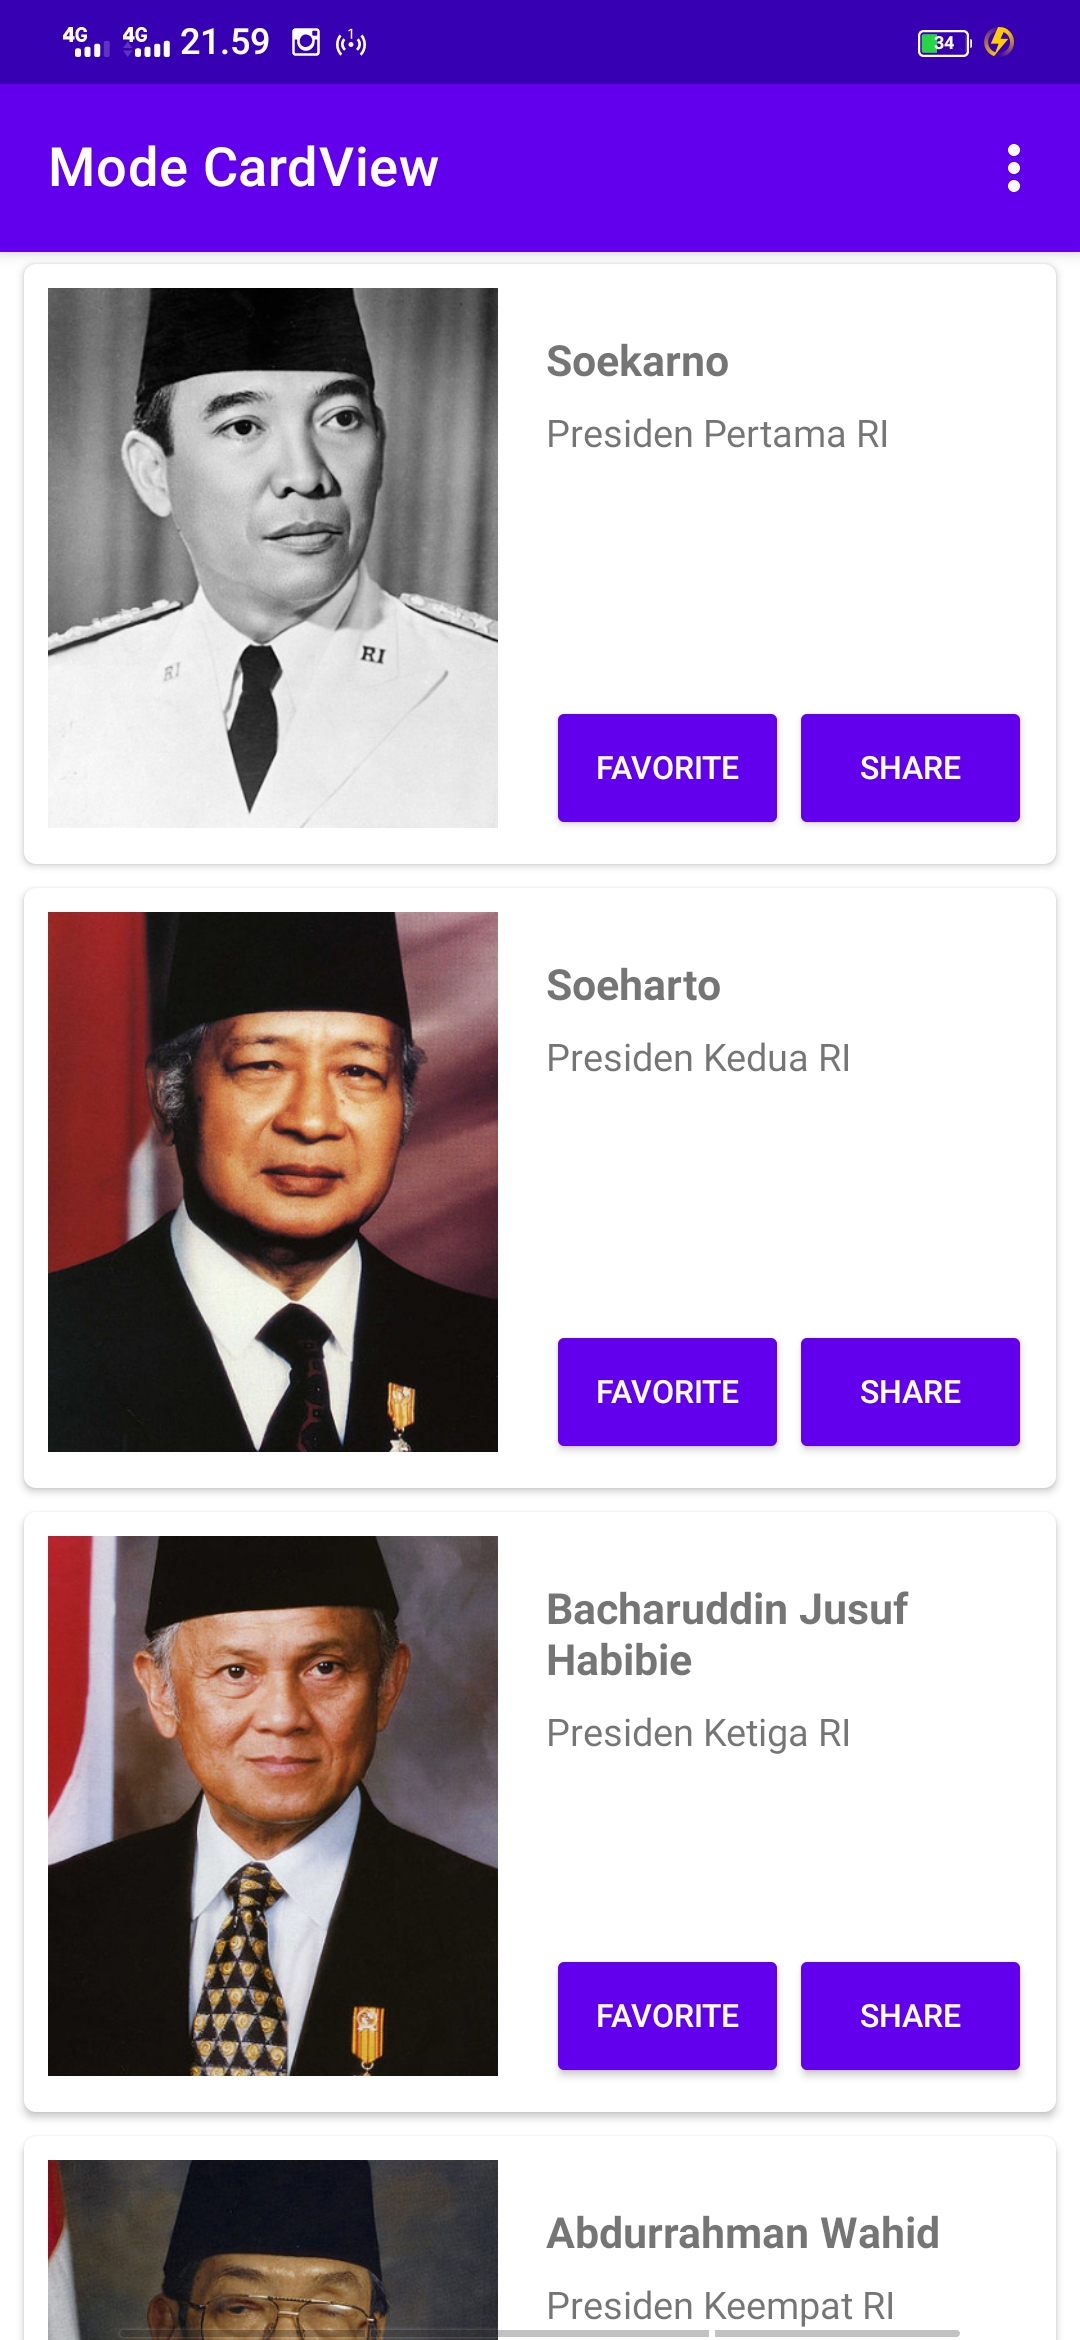 4G 4G 21.59 1 34
Mode CardView
RI RI
Soekarno
Presiden Pertama RI
FAVORITE SHARE
Soeharto
Presiden Kedua RI
FAVORITE SHARE
Bacharuddin Jusuf
Habibie
Presiden Ketiga RI
FAVORITE SHARE
Abdurrahman Wahid
Presiden Keempat RI